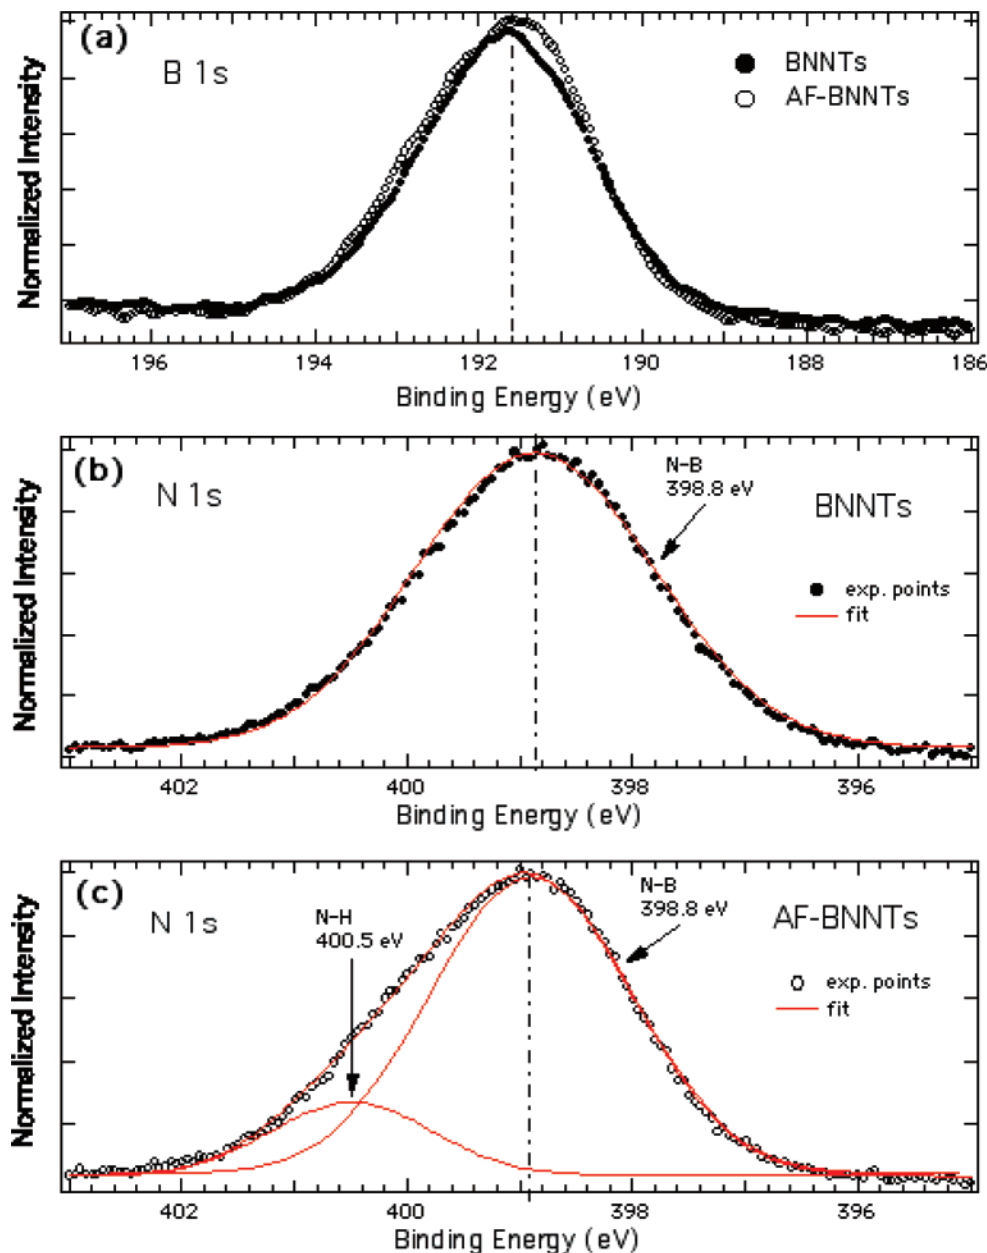 (a)
B 1s
BNNTs
AF-BNNTs
Normalized Intensity
196
194
192
190
188
186
Binding Energy (eV)
(b)
N 1s
N-B
398.8 eV
BNNTs
exp. points
fit
Normalized Intensity
402
400
398
396
Binding Energy (eV)
(c)
N 1s
N-H
400.5 eV
N-B
398.8 eV
AF-BNNTs
exp. points
fit
Normalized Intensity
402
400
398
396
Binding Energy (eV)